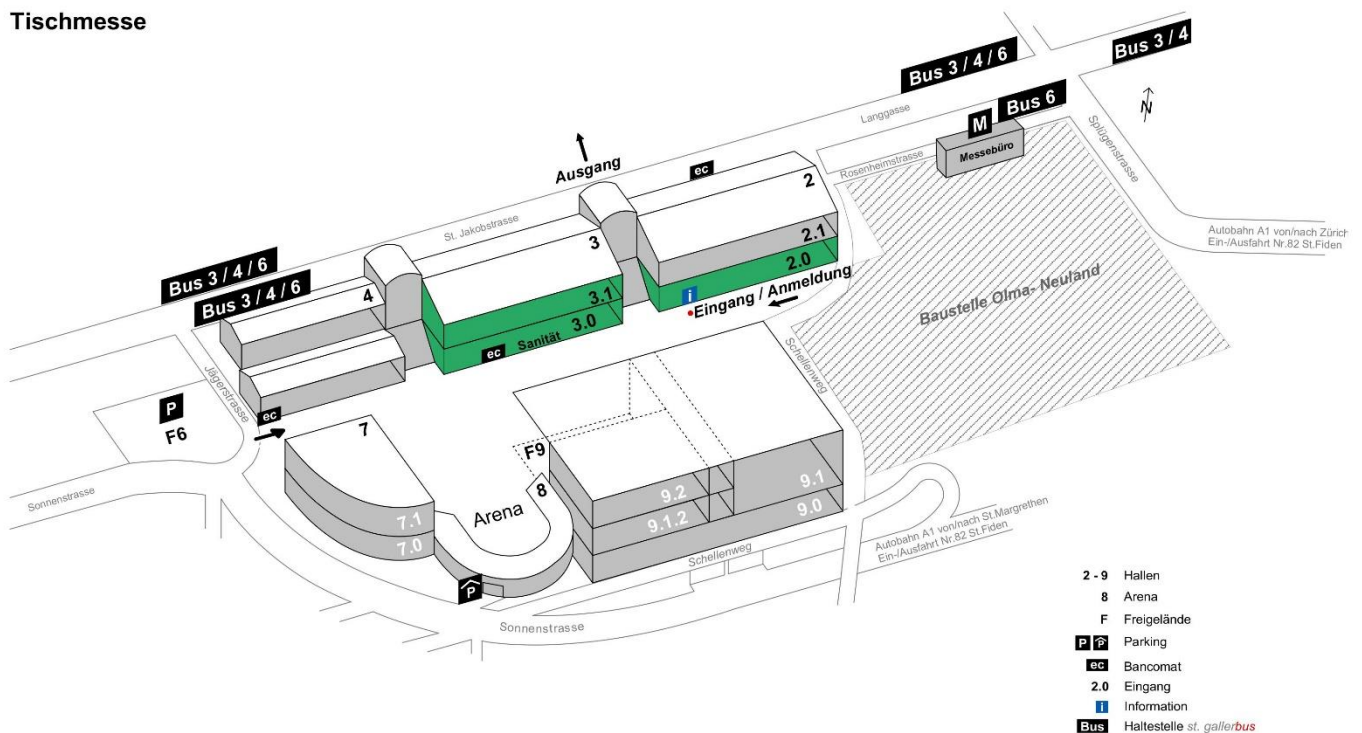 Tischmesse
Bus 3 / 4
Bus 3 / 4 / 6
Bus 6
M
Messebüro
N
Langgasse
Splügenstrasse
Rosenheimstrasse
Ausgang
ec
2
2.1
2.0
St. Jakobstrasse
3
3.1
3.0
Sanität
ec
i
Eingang / Anmeldung
Autobahn A1 von/nach Zürich
Ein-/Ausfahrt Nr.82 St.Fiden
Baustelle Olma- Neuland
Bus 3 / 4 / 6
Bus 3 / 4 / 6
4
Jägerstrasse
Schellenweg
P
F6
ec
7
7.1
7.0
F9
8
Arena
9.2
9.1
9.1.2
9.0
Sonnenstrasse
Schellenweg
Autobahn A1 von/nach St.Margrethen
Ein-/Ausfahrt Nr.82 St.Fiden
P
Sonnenstrasse
2 - 9 Hallen
8 Arena
F Freigelände
P P Parking
ec Bancomat
2.0 Eingang
i Information
Bus Haltestelle st. gallerbus